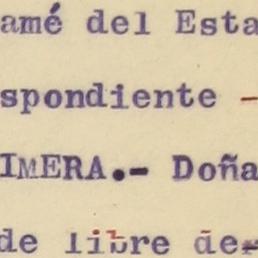 amé del Esta
spondiente -
IMERA.- Doña
de libre de